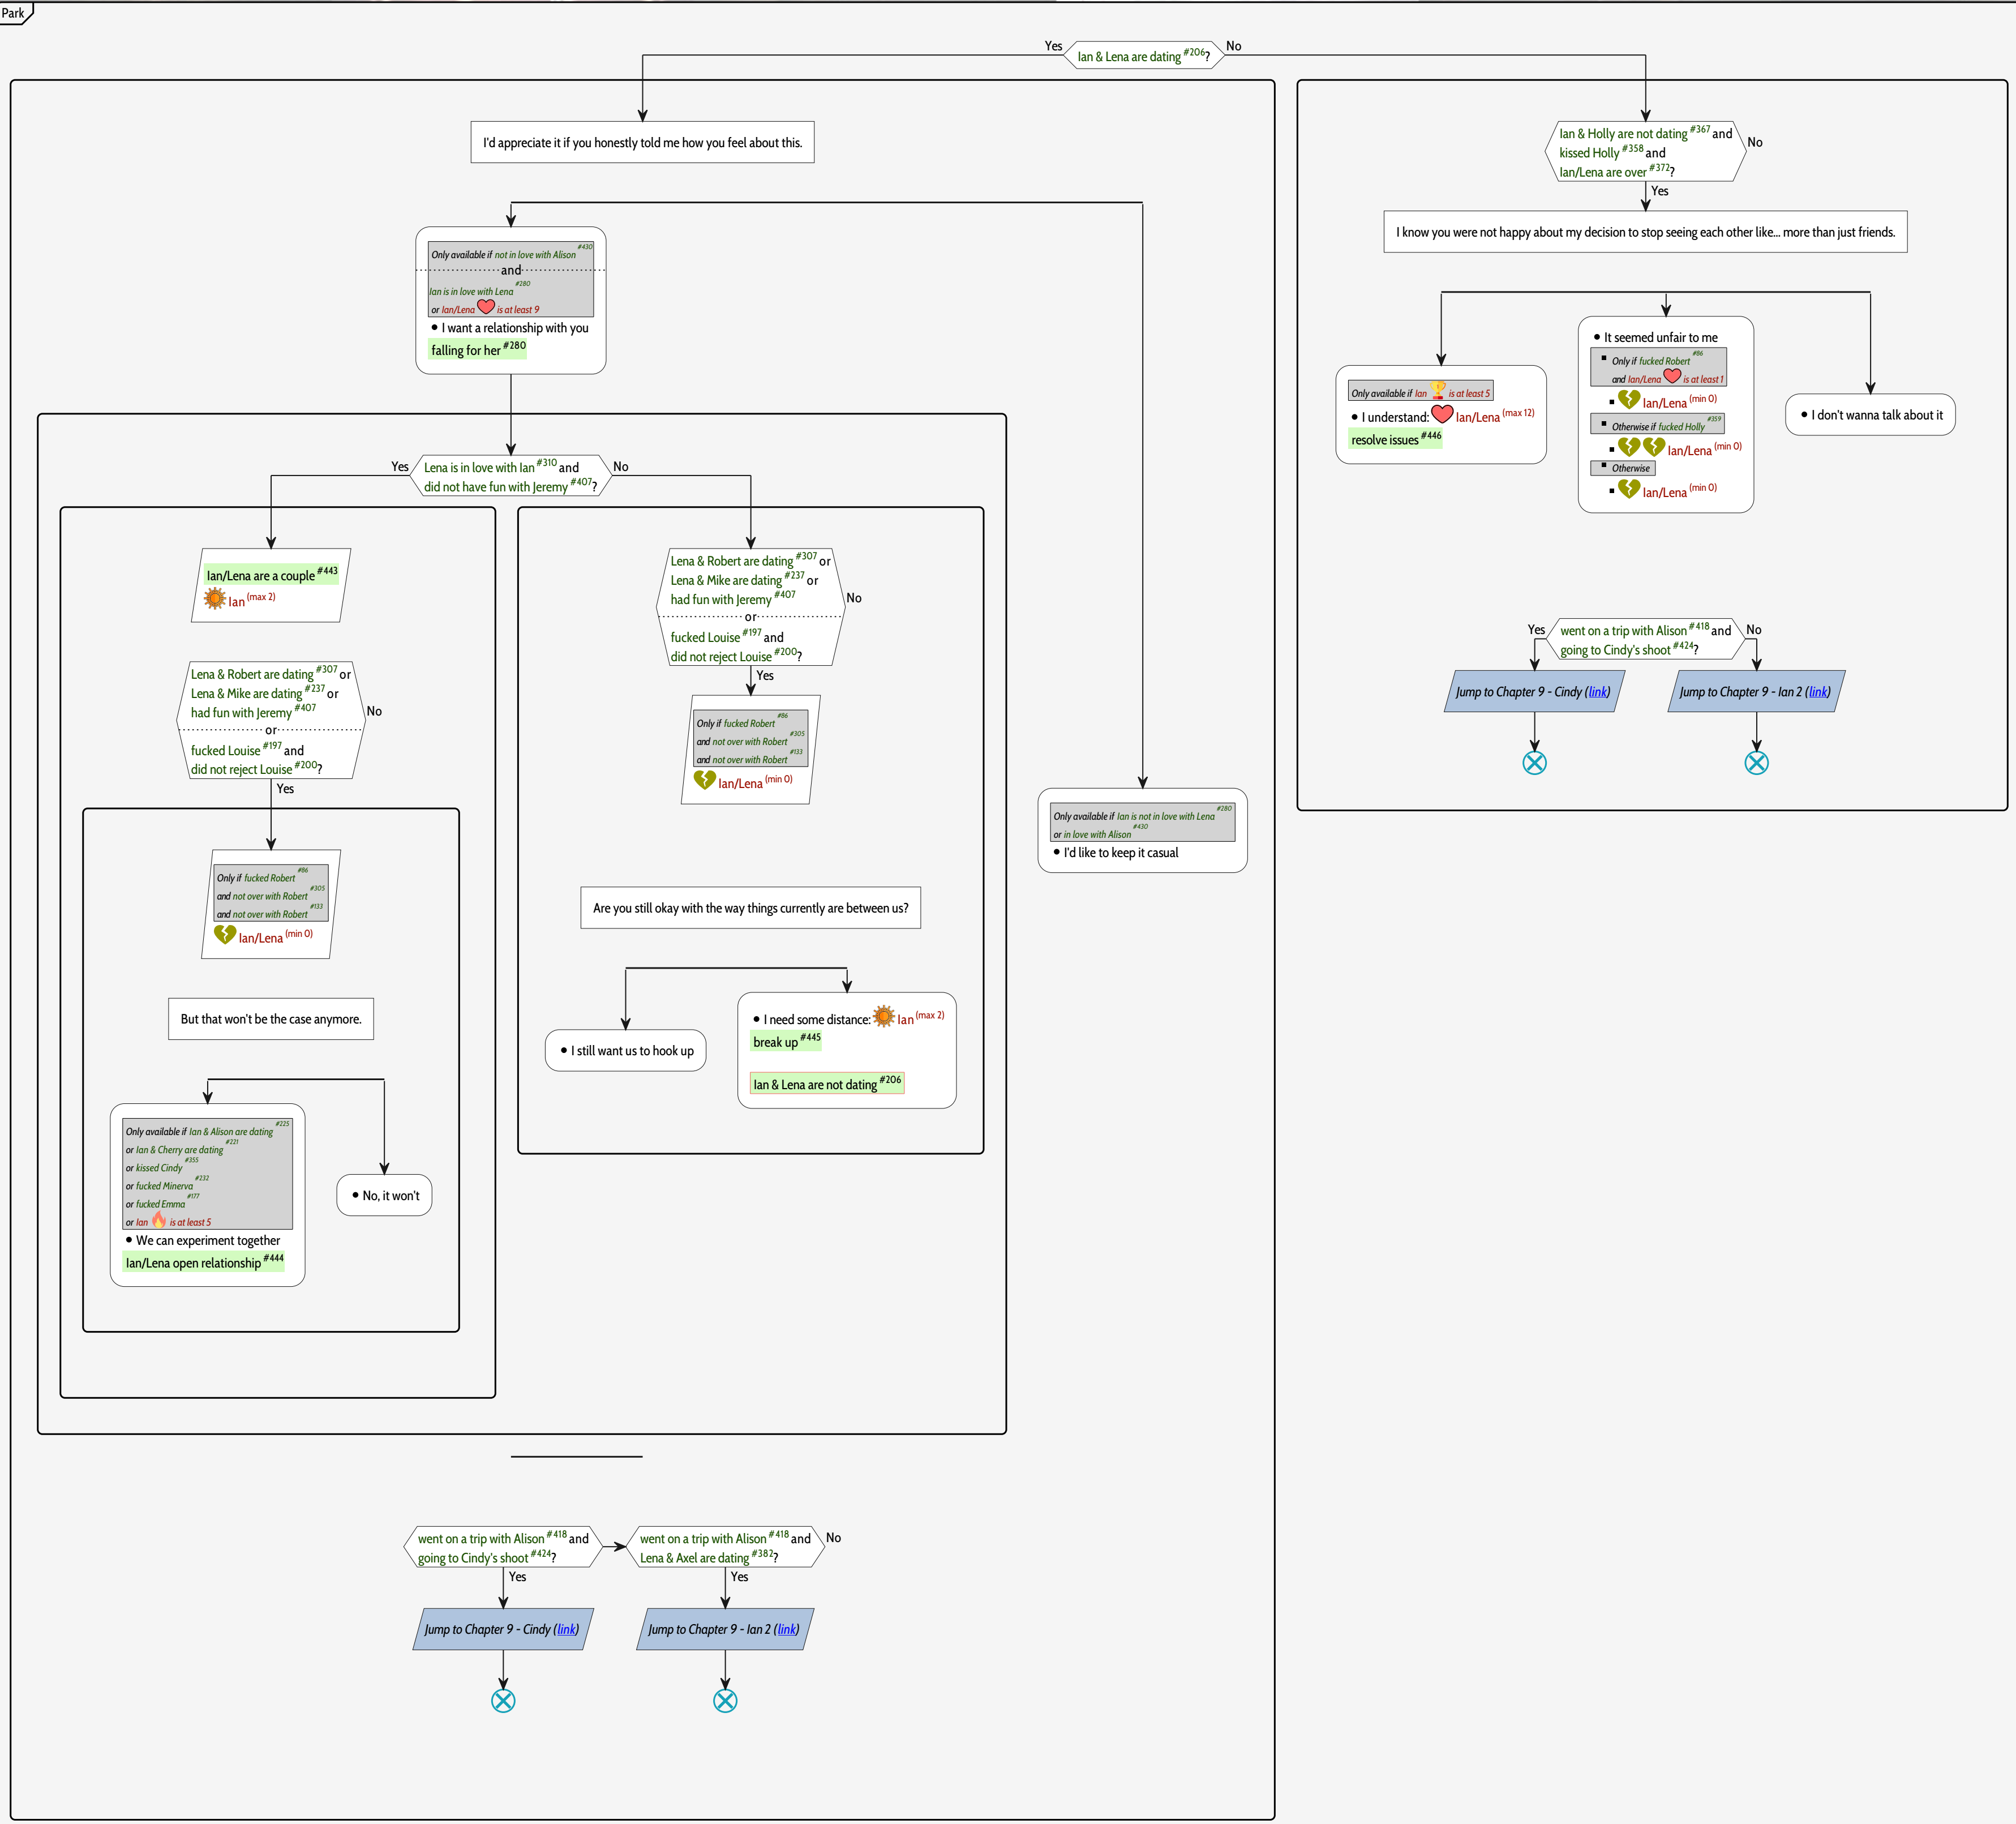 Park
Yes
Ian & Lena are dating #206?
No
I'd appreciate it if you honestly told me how you feel about this.
Only available if not in love with Alison #430
and
Ian is in love with Lena #280
or Ian/Lena is at least 9
• I want a relationship with you
falling for her #280
Yes
Lena is in love with Ian #310 and
did not have fun with Jeremy #407?
No
Ian/Lena are a couple #443
Ian (max 2)
Lena & Robert are dating #307 or
Lena & Mike are dating #237 or
had fun with Jeremy #407
or
fucked Louise #197 and
did not reject Louise #200?
No
Yes
Only if fucked Robert #86
and not over with Robert #305
and not over with Robert #133
Ian/Lena (min 0)
But that won't be the case anymore.
Only available if Ian & Alison are dating #225
or Ian & Cherry are dating #221
or kissed Cindy #355
or fucked Minerva #232
or fucked Emma #177
or Ian is at least 5
• We can experiment together
Ian/Lena open relationship #444
• No, it won't
Lena & Robert are dating #307 or
Lena & Mike are dating #237 or
had fun with Jeremy #407
or
fucked Louise #197 and
did not reject Louise #200?
No
Yes
Only if fucked Robert #86
and not over with Robert #305
and not over with Robert #133
Ian/Lena (min 0)
Are you still okay with the way things currently are between us?
• I still want us to hook up
• I need some distance: Ian (max 2)
break up #445
Ian & Lena are not dating #206
Only available if Ian is not in love with Lena #280
or in love with Alison #430
• I'd like to keep it casual
went on a trip with Alison #418 and
going to Cindy's shoot #424?
Yes
Jump to Chapter 9 - Cindy (link)
went on a trip with Alison #418 and
Lena & Axel are dating #382?
No
Yes
Jump to Chapter 9 - Ian 2 (link)
Ian & Holly are not dating #367 and
kissed Holly #358 and
Ian/Lena are over #372?
No
Yes
I know you were not happy about my decision to stop seeing each other like... more than just friends.
Only available if Ian is at least 5
• I understand: Ian/Lena (max 12)
resolve issues #446
• It seemed unfair to me
▪ Only if fucked Robert #86
and Ian/Lena is at least 1
▪ Ian/Lena (min 0)
▪ Otherwise if fucked Holly #359
▪ Ian/Lena (min 0)
▪ Otherwise
▪ Ian/Lena (min 0)
• I don't wanna talk about it
Yes
went on a trip with Alison #418 and
going to Cindy's shoot #424?
No
Jump to Chapter 9 - Cindy (link)
Jump to Chapter 9 - Ian 2 (link)